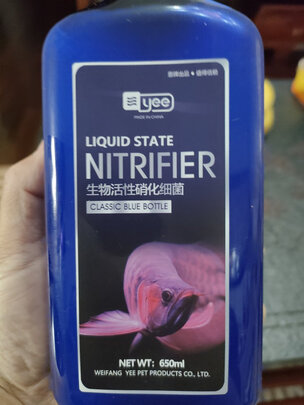 yee
MADE IN CHINA
LIQUID STATE
NITRIFIER
生物活性硝化细菌
CLASSIC BLUE BOTTLE
NET WT: 650ml
WEIFANG YEE PET PRODUCTS CO., LTD.